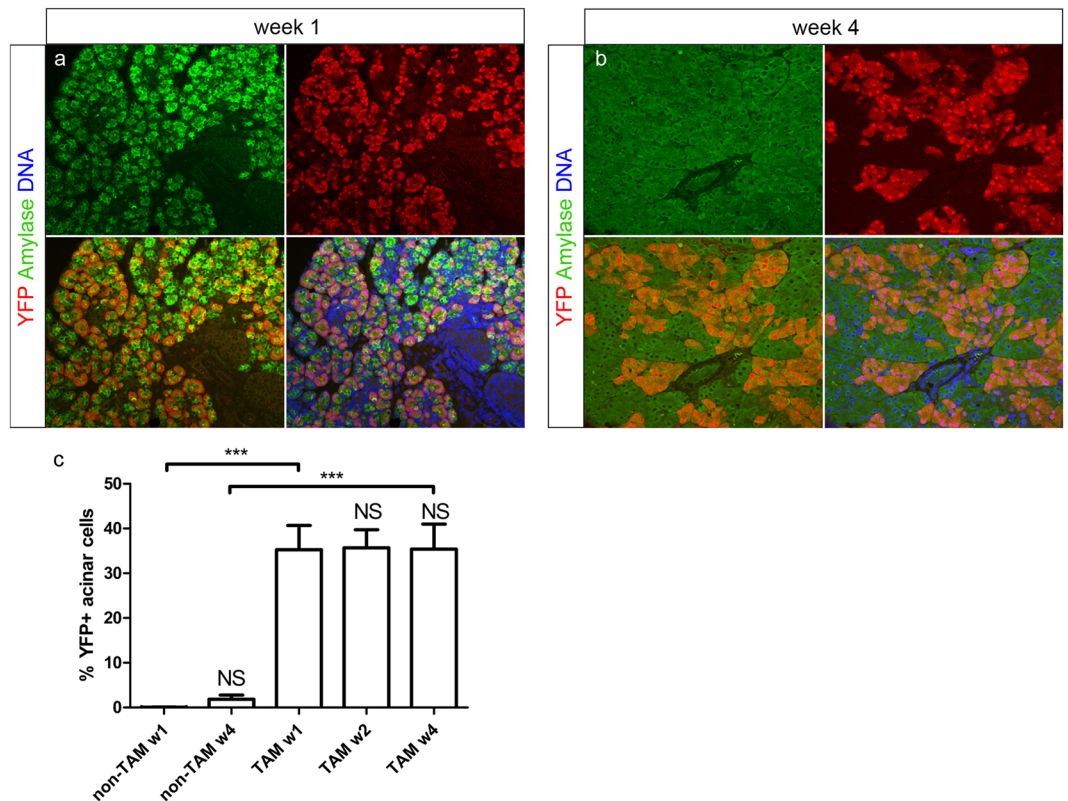 week 1
week 4
YFP Amylase DNA
a
YFP Amylase DNA
b
c
***
***
NS
NS
NS
% YFP+ acinar cells
50
40
30
20
10
0
non-TAM w1
non-TAM w4
TAM w1
TAM w2
TAM w4